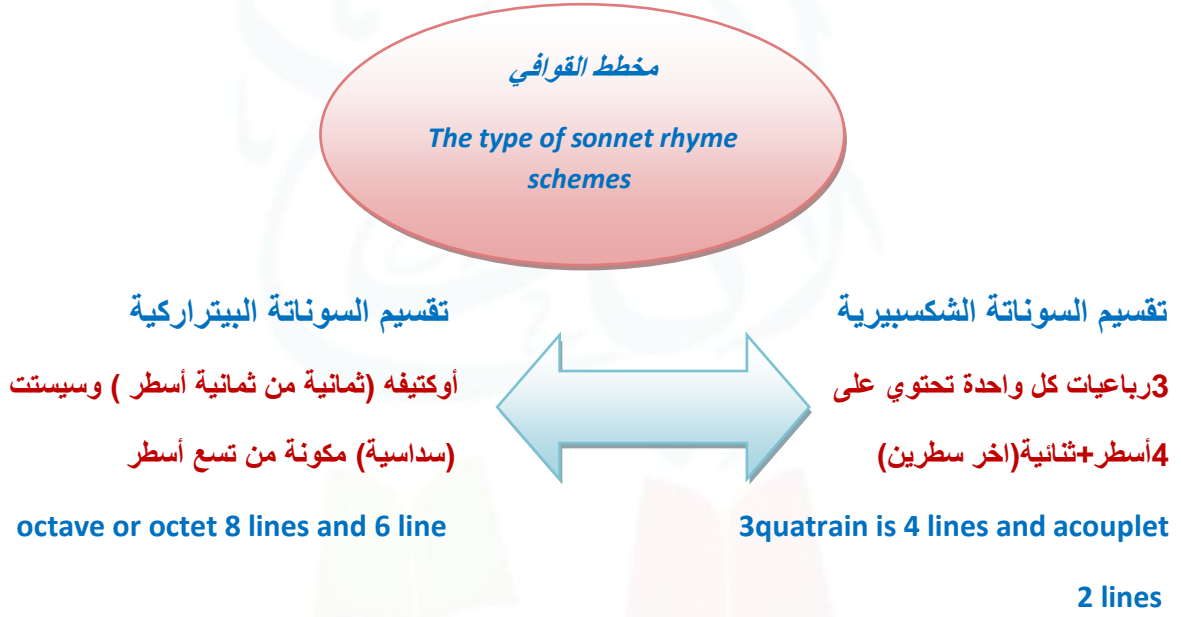 مخطط القوافي
The type of sonnet rhyme
schemes
تقسيم السوناتة الشكسبيرية
3رباعيات كل واحدة تحتوي على
4أسطر+ثنائية(اخر سطرين)
3quatrain is 4 lines and acouplet
2 lines
تقسيم السوناتة البيتراركية
أوكتيفه (ثمانية من ثمانية أسطر ) وسيستت
(سداسية) مكونة من تسع أسطر
octave or octet 8 lines and 6 line